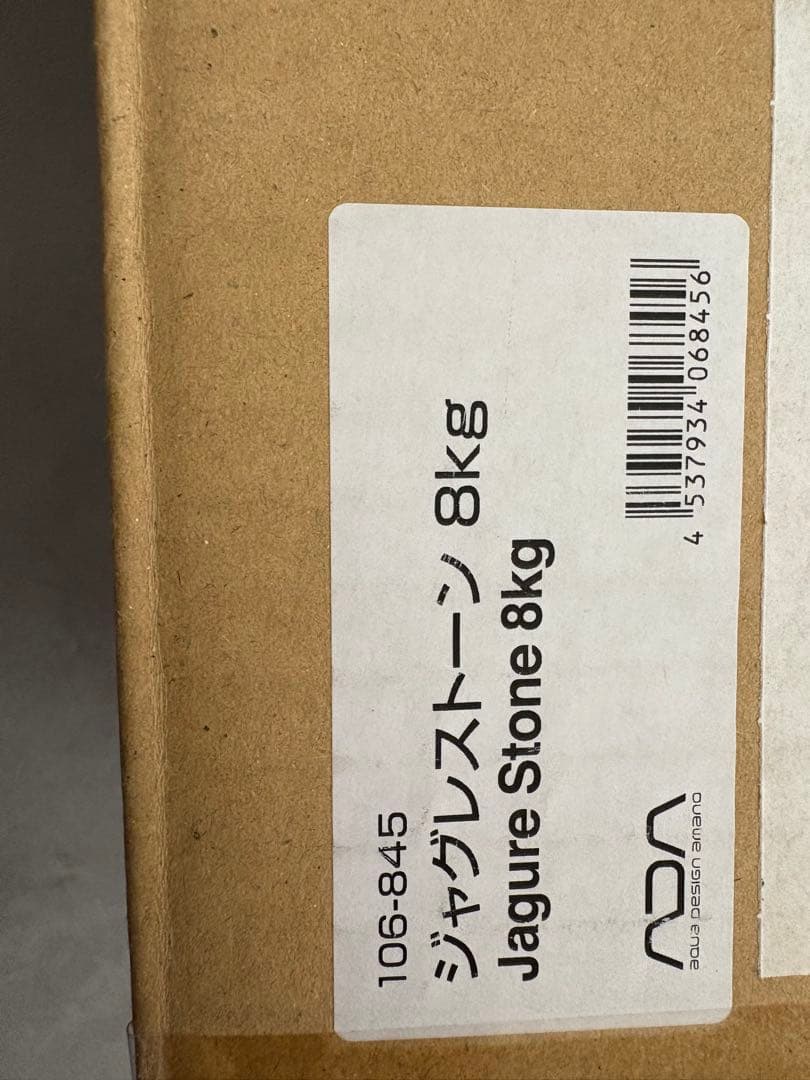 106-845
ジャグレストーン 8kg
Jagure Stone 8kg
ADA
aqua DESIGN amano
4 537934 068456